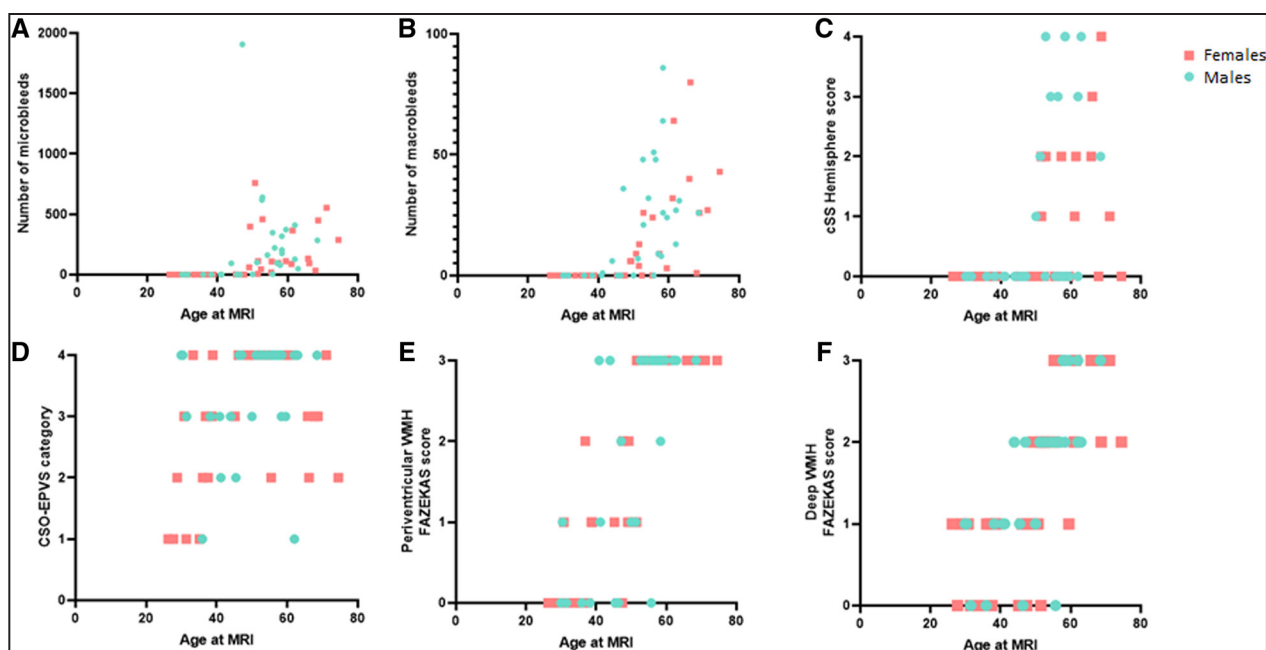 A
Number of microbleeds
2000
1500
1000
500
0
0 20 40 60 80
Age at MRI
B
Number of macrobleeds
100
50
0
0 20 40 60 80
Age at MRI
C
cSS Hemisphere score
4
3
2
1
0
0 20 40 60 80
Age at MRI
Females
Males
D
CSO-EPVS category
4
3
2
1
0
0 20 40 60 80
Age at MRI
E
Periventricular WMH
FAZEKAS score
3
2
1
0
0 20 40 60 80
Age at MRI
F
Deep WMH
FAZEKAS score
3
2
1
0
0 20 40 60 80
Age at MRI